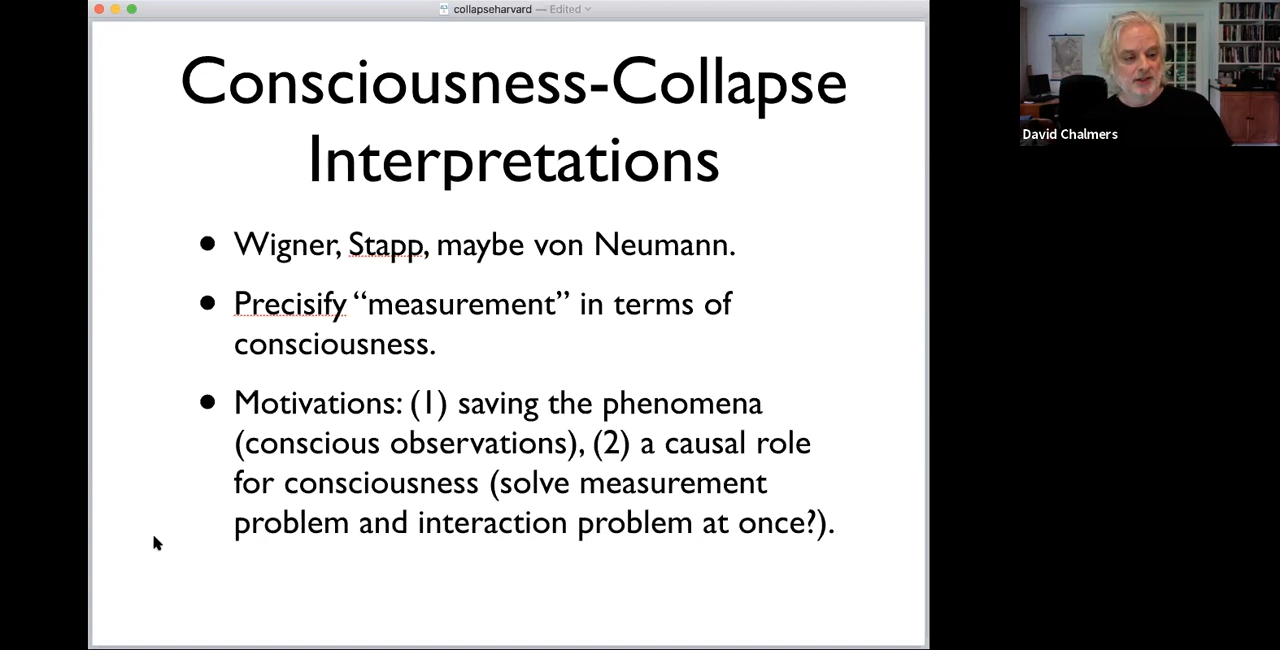 collapseharvard — Edited
Consciousness-Collapse
Interpretations
• Wigner, Stapp, maybe von Neumann.
• Precisify “measurement” in terms of
consciousness.
• Motivations: (1) saving the phenomena
(conscious observations), (2) a causal role
for consciousness (solve measurement
problem and interaction problem at once?).
David Chalmers